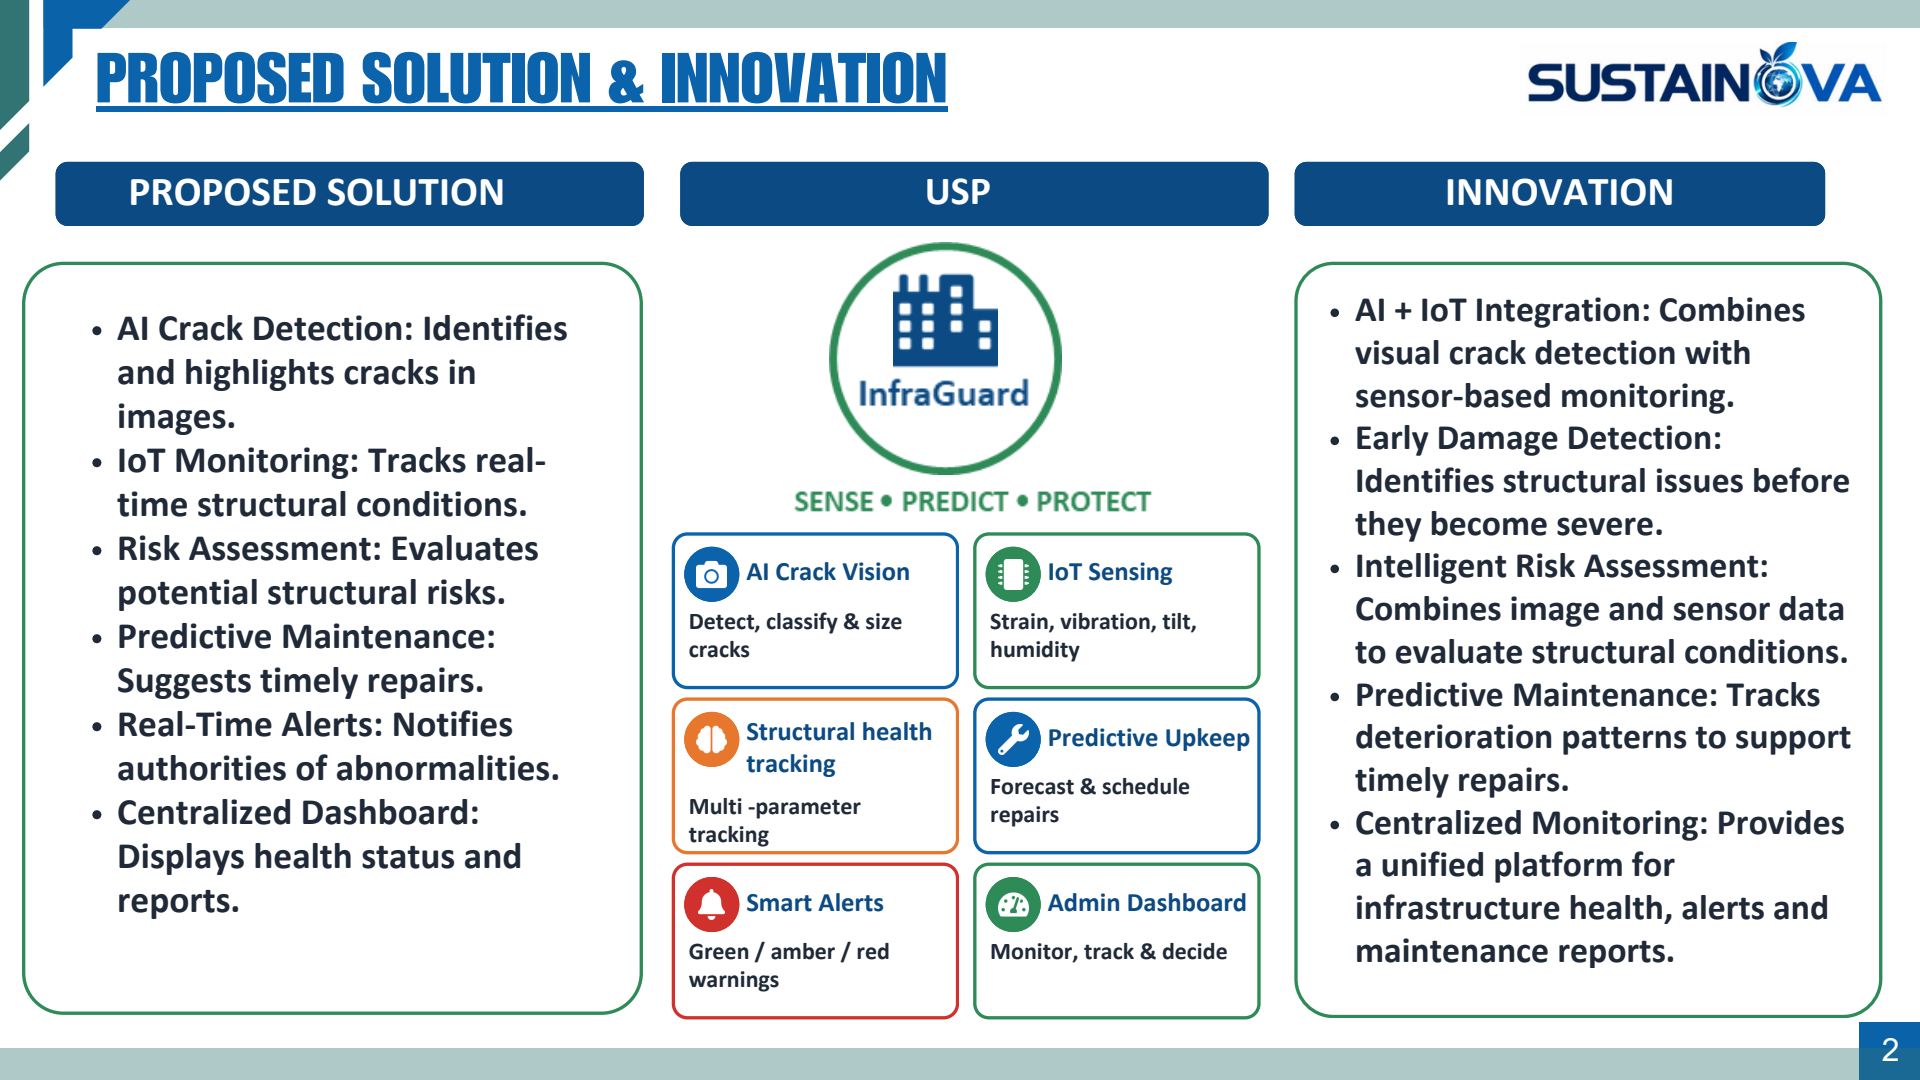 PROPOSED SOLUTION & INNOVATION
SUSTAINOVA
PROPOSED SOLUTION
• AI Crack Detection: Identifies
and highlights cracks in
images.
• IoT Monitoring: Tracks real-
time structural conditions.
• Risk Assessment: Evaluates
potential structural risks.
• Predictive Maintenance:
Suggests timely repairs.
• Real-Time Alerts: Notifies
authorities of abnormalities.
• Centralized Dashboard:
Displays health status and
reports.
USP
InfraGuard
SENSE • PREDICT • PROTECT
AI Crack Vision
Detect, classify & size
cracks
IoT Sensing
Strain, vibration, tilt,
humidity
Structural health
tracking
Multi -parameter
tracking
Predictive Upkeep
Forecast & schedule
repairs
Smart Alerts
Green / amber / red
warnings
Admin Dashboard
Monitor, track & decide
INNOVATION
• AI + IoT Integration: Combines
visual crack detection with
sensor-based monitoring.
• Early Damage Detection:
Identifies structural issues before
they become severe.
• Intelligent Risk Assessment:
Combines image and sensor data
to evaluate structural conditions.
• Predictive Maintenance: Tracks
deterioration patterns to support
timely repairs.
• Centralized Monitoring: Provides
a unified platform for
infrastructure health, alerts and
maintenance reports.
2